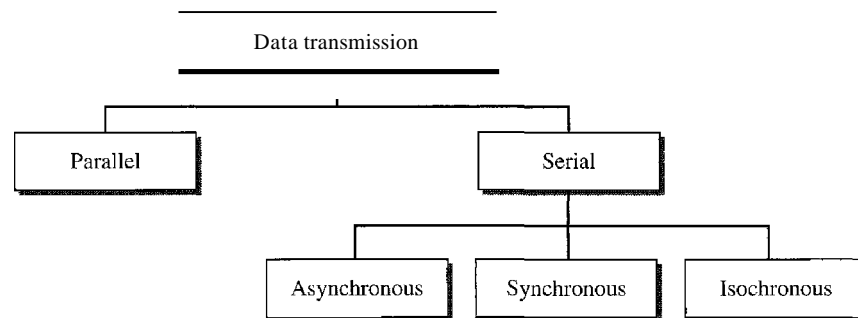 Data transmission
Parallel
Serial
Asynchronous
Synchronous
Isochronous